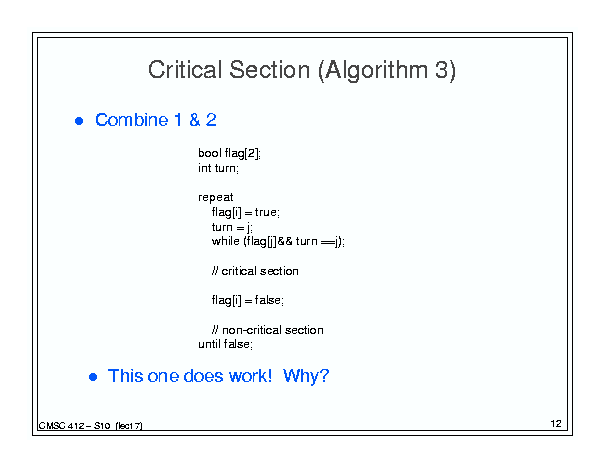 Critical Section (Algorithm 3)
● Combine 1 & 2
bool flag[2];
int turn;
repeat
flag[i] = true;
turn = j;
while (flag[j]&& turn ==j);
// critical section
flag[i] = false;
// non-critical section
until false;
● This one does work! Why?
CMSC 412 – S10 (lect 7)
12